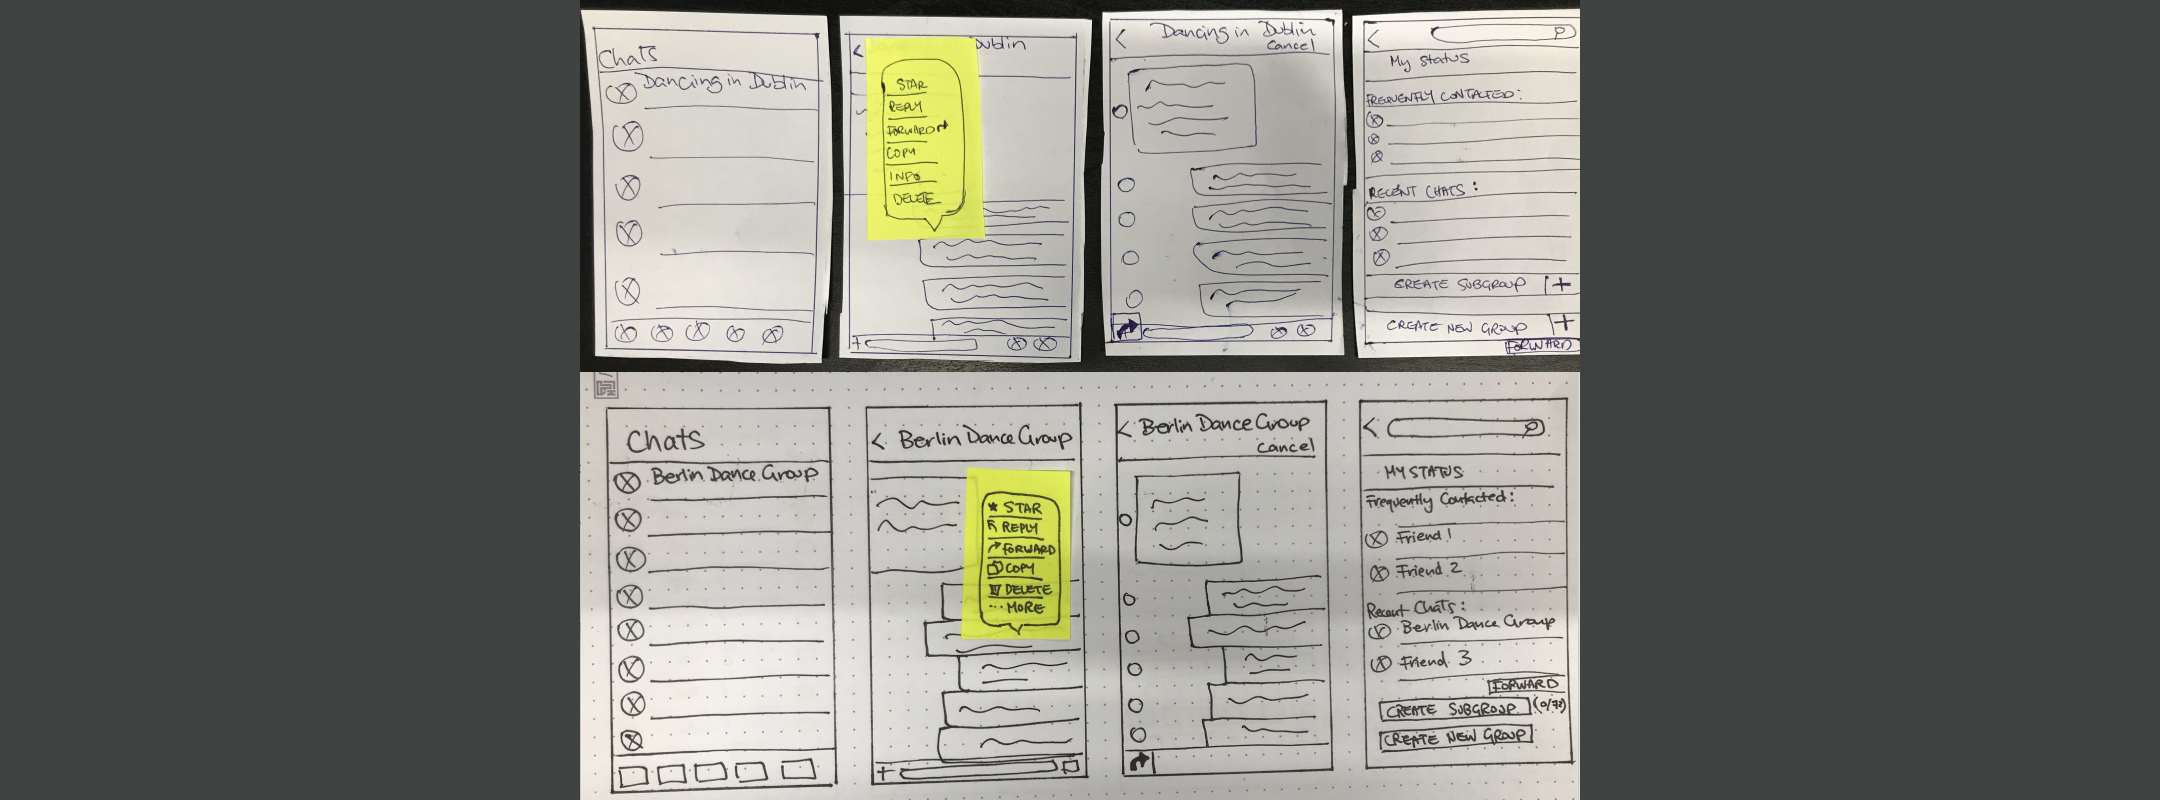 Chats
Dancing in Dublin
<
Dublin
STAR
REPLY
FORWARD
COPY
INFO
DELETE
+
<
Dancing in Dublin
Cancel
<
My status
FREQUENTLY CONTACTED:
RECENT CHATS:
CREATE SUBGROUP +
CREATE NEW GROUP +
FORWARD
Chats
Berlin Dance Group
< Berlin Dance Group
STAR
REPLY
FORWARD
COPY
DELETE
... MORE
+
< Berlin Dance Group
Cancel
<
MY STATUS
Frequently Contacted:
Friend 1
Friend 2
Recent Chats:
Berlin Dance Group
Friend 3
FORWARD
CREATE SUBGROUP
CREATE NEW GROUP